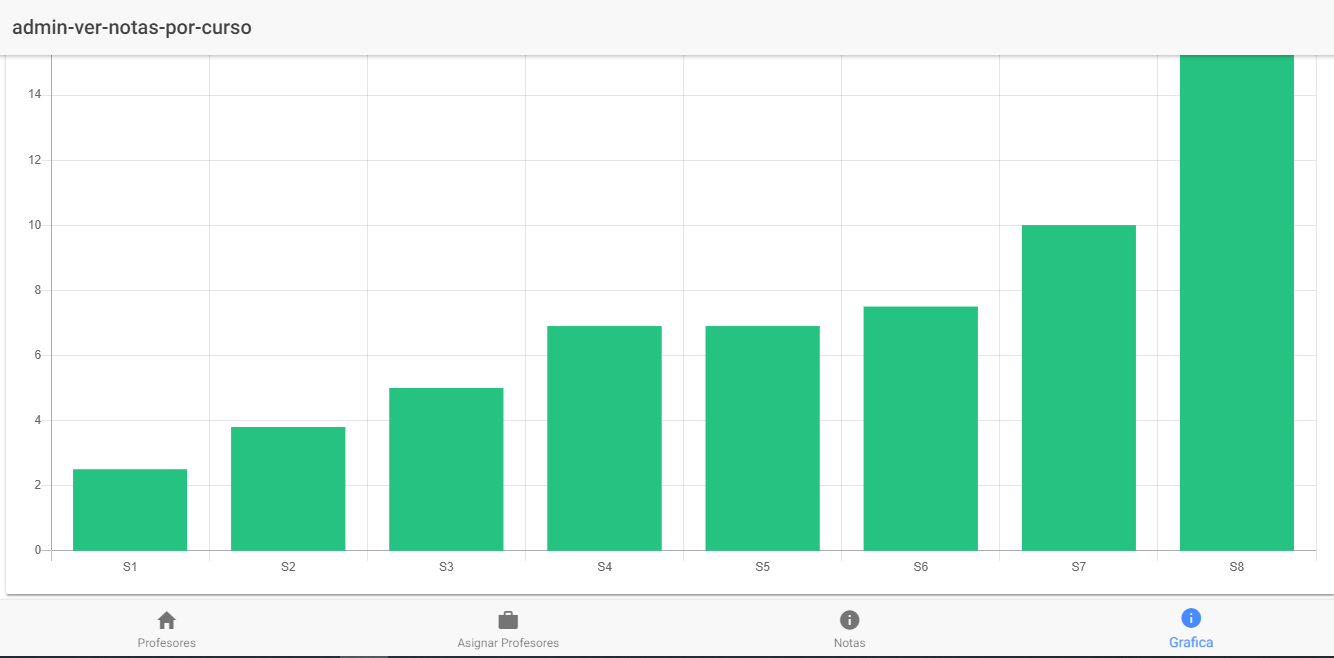 admin-ver-notas-por-curso
14
12
10
8
6
4
2
0
S1 S2 S3 S4 S5 S6 S7 S8
Profesores Asignar Profesores Notas Grafica